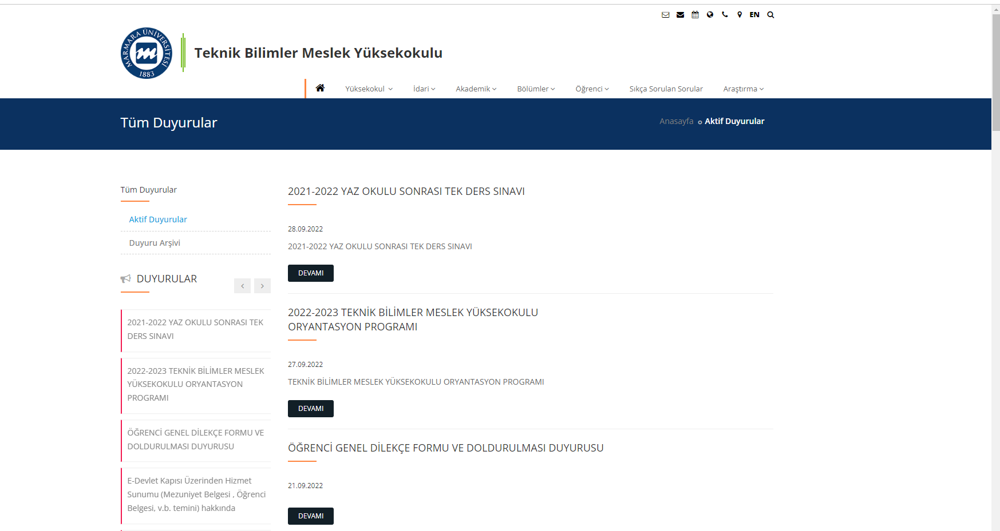 EN
MARMARA ÜNİVERSİTESİ
1883
Teknik Bilimler Meslek Yüksekokulu
Yüksekokul
İdari
Akademik
Bölümler
Öğrenci
Sıkça Sorulan Sorular
Araştırma
Tüm Duyurular
Anasayfa
Aktif Duyurular
Tüm Duyurular
Aktif Duyurular
Duyuru Arşivi
DUYURULAR
2021-2022 YAZ OKULU SONRASI TEK
DERS SINAVI
2022-2023 TEKNİK BİLİMLER MESLEK
YÜKSEKOKULU ORYANTASYON
PROGRAMI
ÖĞRENCİ GENEL DİLEKÇE FORMU VE
DOLDURULMASI DUYURUSU
E-Devlet Kapısı Üzerinden Hizmet
Sunumu (Mezuniyet Belgesi , Öğrenci
Belgesi, v.b. temini) hakkında
2021-2022 YAZ OKULU SONRASI TEK DERS SINAVI
28.09.2022
2021-2022 YAZ OKULU SONRASI TEK DERS SINAVI
DEVAMI
2022-2023 TEKNİK BİLİMLER MESLEK YÜKSEKOKULU
ORYANTASYON PROGRAMI
27.09.2022
TEKNİK BİLİMLER MESLEK YÜKSEKOKULU ORYANTASYON PROGRAMI
DEVAMI
ÖĞRENCİ GENEL DİLEKÇE FORMU VE DOLDURULMASI DUYURUSU
21.09.2022
DEVAMI